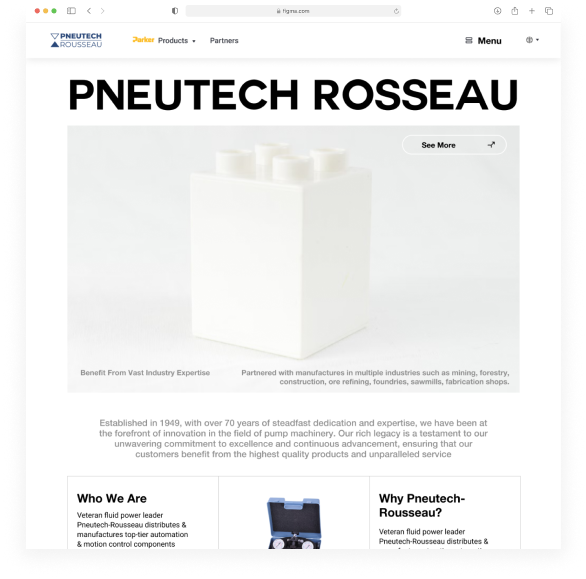 figma.com
PNEUTECH
ROUSSEAU
Parker Products
Partners
Menu
PNEUTECH ROSSEAU
See More
Benefit From Vast Industry Expertise
Partnered with manufactures in multiple industries such as mining, forestry,
construction, ore refining, foundries, sawmills, fabrication shops.
Established in 1949, with over 70 years of steadfast dedication and expertise, we have been at
the forefront of innovation in the field of pump machinery. Our rich legacy is a testament to our
unwavering commitment to excellence and continuous advancement, ensuring that our
customers benefit from the highest quality products and unparalleled service
Who We Are
Veteran fluid power leader
Pneutech-Rousseau distributes &
manufactures top-tier automation
& motion control components
Why Pneutech-
Rousseau?
Veteran fluid power leader
Pneutech-Rousseau distributes &